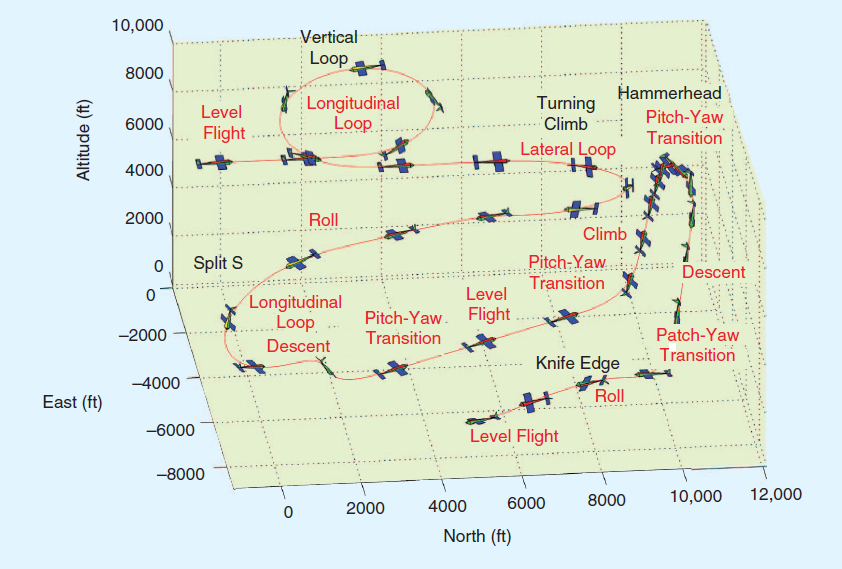 10,000
8000
6000
4000
2000
0
Altitude (ft)
Vertical
Loop
Longitudinal
Loop
Level
Flight
Turning
Climb
Lateral Loop
Hammerhead
Pitch-Yaw
Transition
Roll
Split S
Climb
Pitch-Yaw
Transition
Descent
Longitudinal
Loop
Descent
Pitch-Yaw
Transition
Level
Flight
Patch-Yaw
Transition
Knife Edge
Roll
Level Flight
0
–2000
–4000
–6000
–8000
East (ft)
0
2000
4000
6000
8000
10,000
12,000
North (ft)